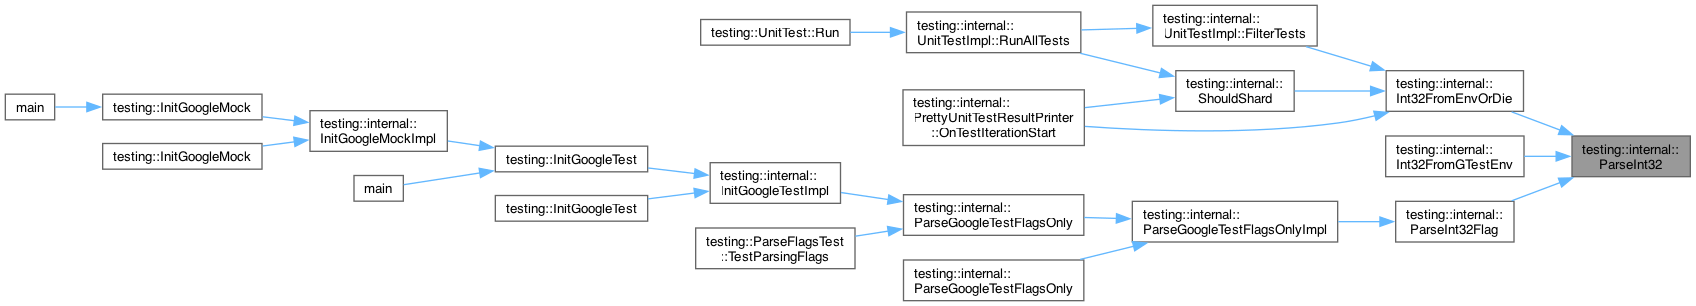 testing::UnitTest::Run
testing::internal::
UnitTestImpl::RunAllTests
testing::internal::
UnitTestImpl::FilterTests
testing::internal::
ShouldShard
testing::internal::
Int32FromEnvOrDie
main
testing::InitGoogleMock
testing::internal::
InitGoogleMockImpl
testing::internal::
PrettyUnitTestResultPrinter
::OnTestIterationStart
testing::InitGoogleMock
testing::InitGoogleTest
testing::internal::
Int32FromGTestEnv
testing::internal::
ParseInt32
main
testing::internal::
InitGoogleTestImpl
testing::InitGoogleTest
testing::internal::
ParseGoogleTestFlagsOnly
testing::internal::
ParseGoogleTestFlagsOnlyImpl
testing::internal::
ParseInt32Flag
testing::ParseFlagsTest
::TestParsingFlags
testing::internal::
ParseGoogleTestFlagsOnly